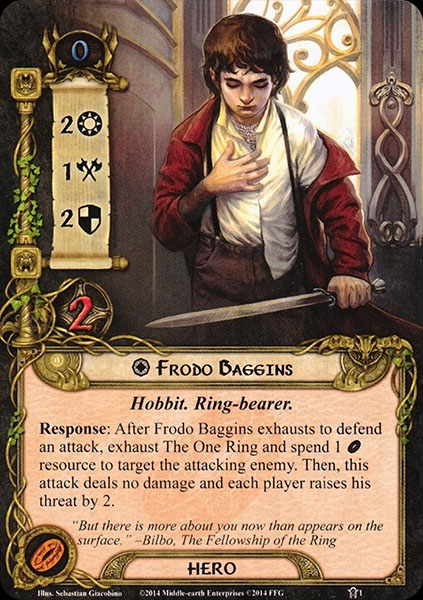 0
2
1
2
2
Frodo Baggins
Hobbit. Ring-bearer.
Response: After Frodo Baggins exhausts to defend
an attack, exhaust The One Ring and spend 1
resource to target the attacking enemy. Then, this
attack deals no damage and each player raises his
threat by 2.
“But there is more about you now than appears on the
surface.” –Bilbo, The Fellowship of the Ring
HERO
Illus. Sebastian Giacobino ©2014 Middle-earth Enterprises ©2014 FFG 1